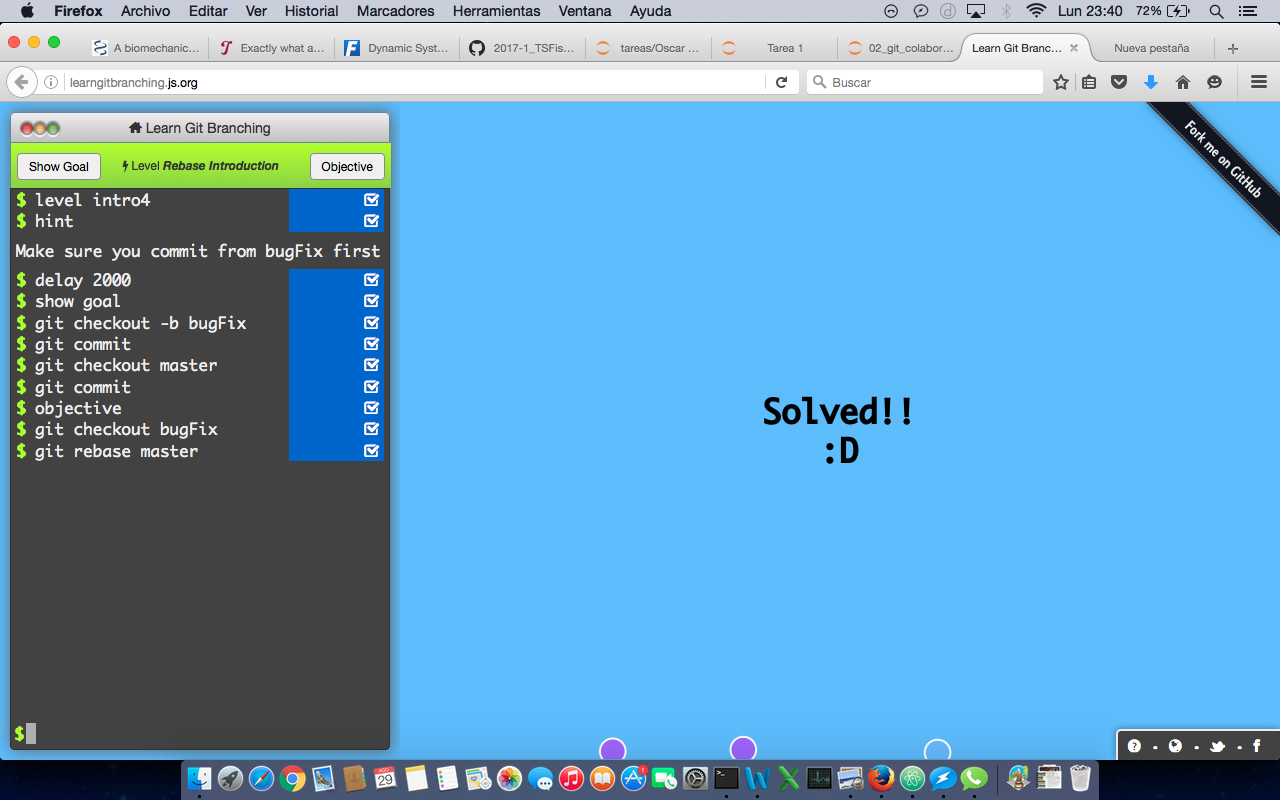 Firefox Archivo Editar Ver Historial Marcadores Herramientas Ventana Ayuda Lun 23:40 72%
A biomechanic... Exactly what a... Dynamic Syst... 2017-1_TSFis... tareas/Oscar ... Tarea 1 02_git_colabor... Learn Git Branc... Nueva pestaña
learngitbranching.js.org Buscar
Learn Git Branching
Show Goal Level Rebase Introduction Objective
$ level intro4
$ hint
Make sure you commit from bugFix first
$ delay 2000
$ show goal
$ git checkout -b bugFix
$ git commit
$ git checkout master
$ git commit
$ objective
$ git checkout bugFix
$ git rebase master
$
Solved!!
:D
Fork me on GitHub
29